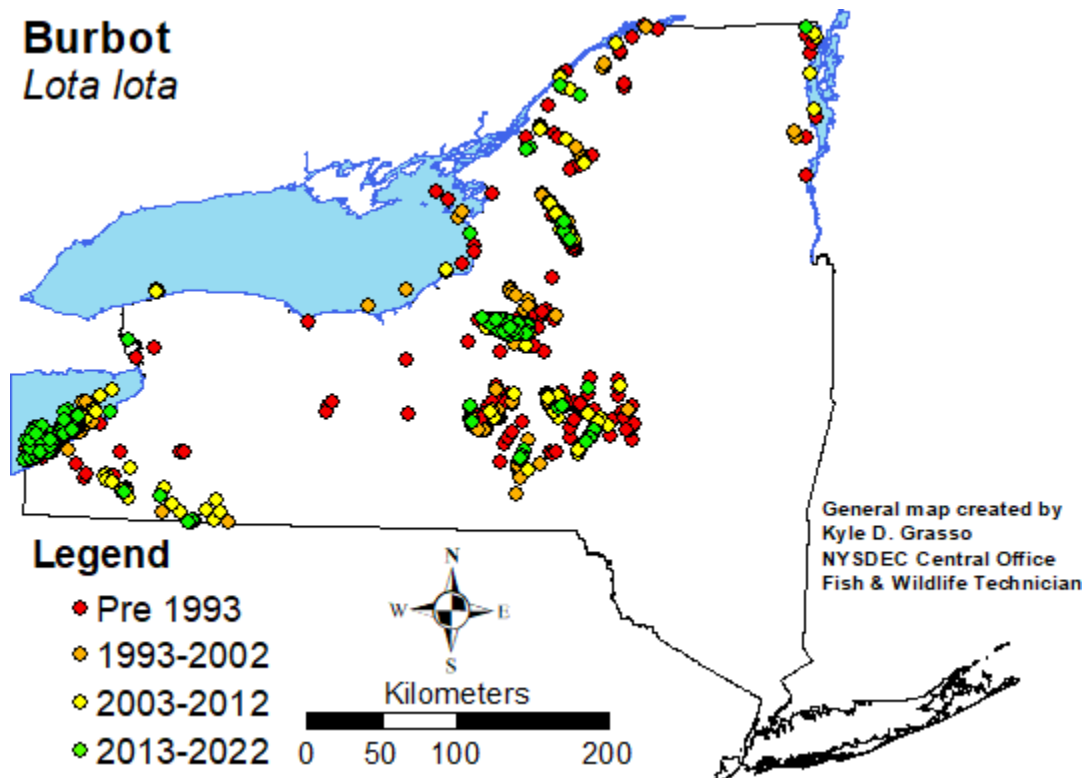 Burbot
Lota lota
General map created by
Kyle D. Grasso
NYSDEC Central Office
Fish & Wildlife Technician
Legend
Pre 1993
1993-2002
2003-2012
2013-2022
N
W E
S
Kilometers
0 50 100 200